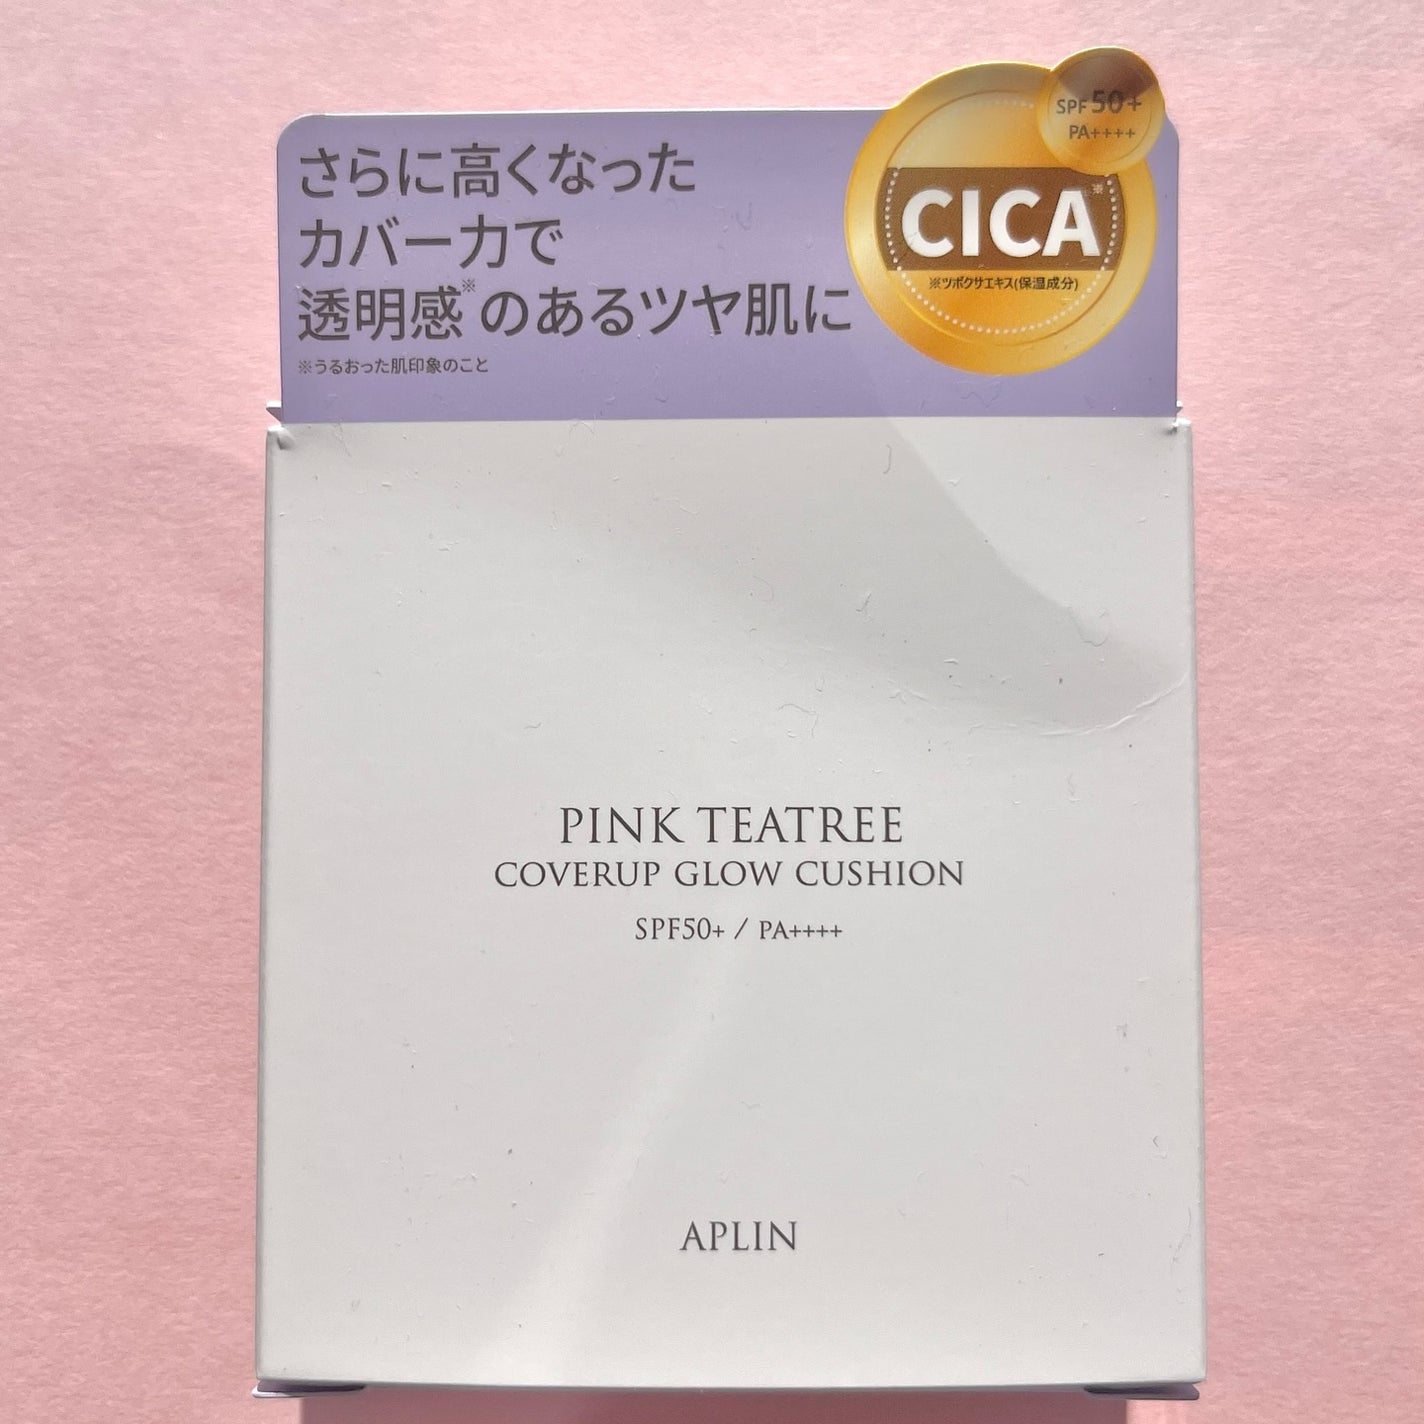 さらに高くなった
カバー力で
透明感※のあるツヤ肌に
※うるおった肌印象のこと
SPF50+
PA++++
CICA※
※ツボクサエキス(保湿成分)
PINK TEATREE
COVERUP GLOW CUSHION
SPF50+ / PA++++
APLIN